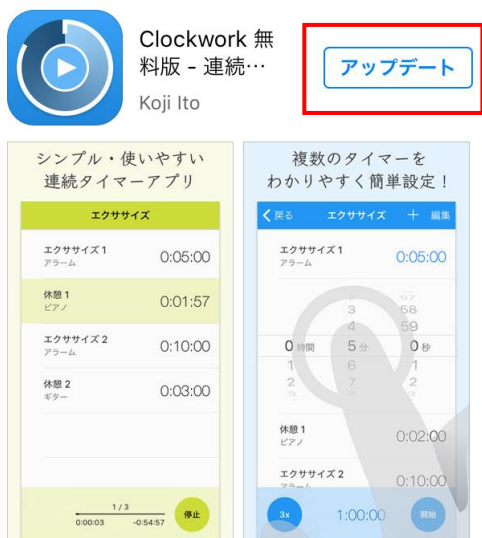 Clockwork 無
料版 - 連続…
Koji Ito
アップデート
シンプル・使いやすい
連続タイマーアプリ
エクササイズ
エクササイズ 1
アラーム
0:05:00
休憩 1
ピアノ
0:01:57
エクササイズ 2
アラーム
0:10:00
休憩 2
ギター
0:03:00
1 / 3
0:00:03
-0:54:57
停止
複数のタイマーを
わかりやすく簡単設定!
戻る
エクササイズ
+
編集
エクササイズ 1
アラーム
0:05:00
3 58
4 59
0 時間 5 分 0 秒
1 6 1
2 7 2
休憩 1
ピアノ
0:02:00
エクササイズ 2
アラーム
0:10:00
3x
1:00:00
開始